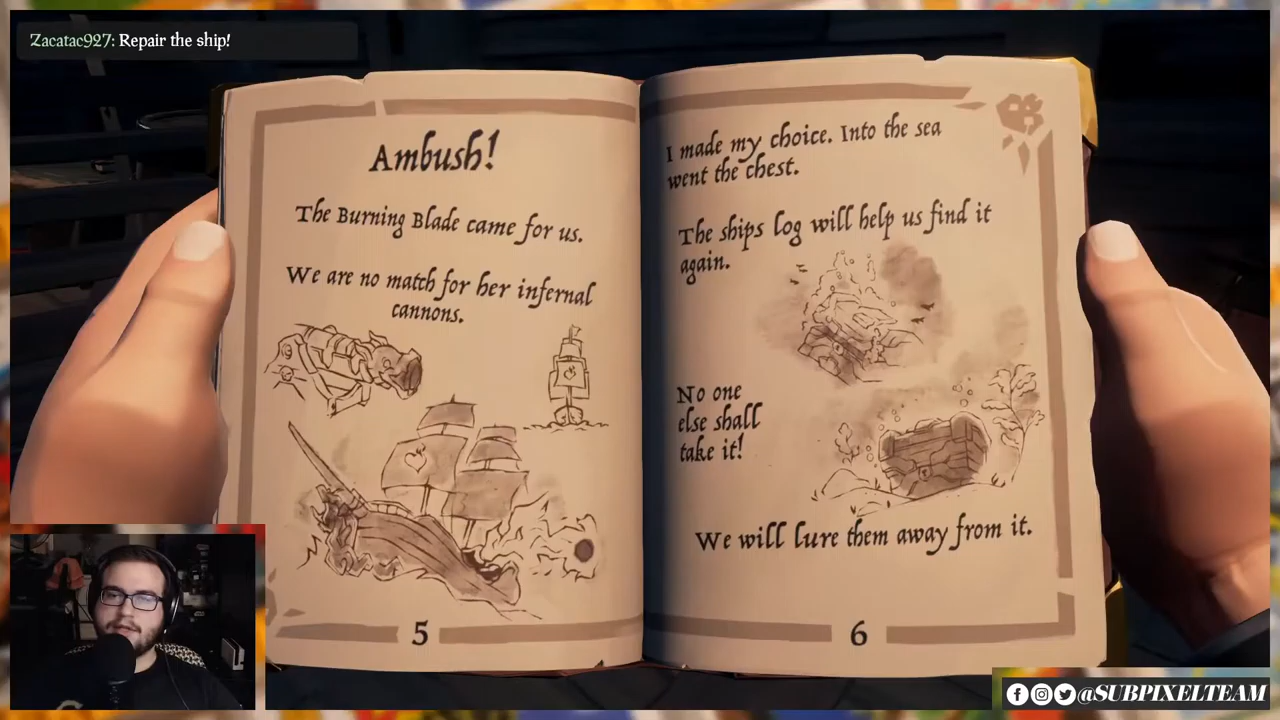 Zacatac927: Repair the ship!
Ambush!
The Burning Blade came for us.
We are no match for her infernal
cannons.
5
I made my choice. Into the sea
went the chest.
The ships log will help us find it
again.
No one
else shall
take it!
We will lure them away from it.
6
@SUBPIXELTEAM